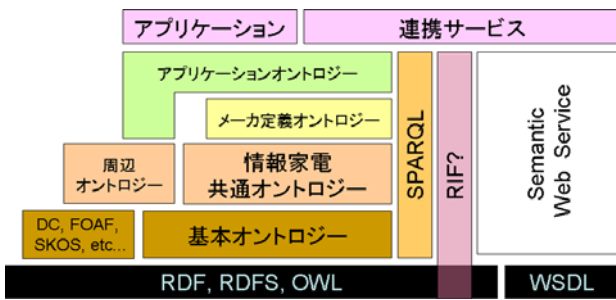 アプリケーション
連携サービス
アプリケーションオントロジー
メーカ定義オントロジー
周辺
オントロジー
情報家電
共通オントロジー
DC, FOAF,
SKOS, etc...
基本オントロジー
SPARQL
RIF?
Semantic
Web Service
RDF, RDFS, OWL
WSDL